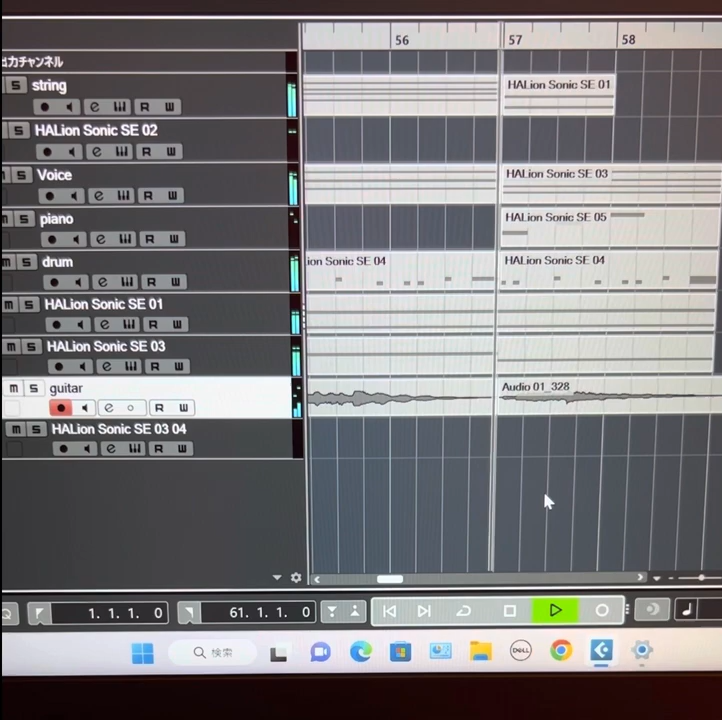 56
57
58
出力チャンネル
S string
HALion Sonic SE 01
R W
S HALion Sonic SE 02
R W
S Voice
HALion Sonic SE 03
R W
S piano
HALion Sonic SE 05
R W
m S drum
ion Sonic SE 04
HALion Sonic SE 04
e R W
m S HALion Sonic SE 01
e R W
m S HALion Sonic SE 03
e R W
m S guitar
Audio 01_328
e R W
m S HALion Sonic SE 03 04
e R W
1. 1. 1. 0
61. 1. 1. 0
検索
DELL